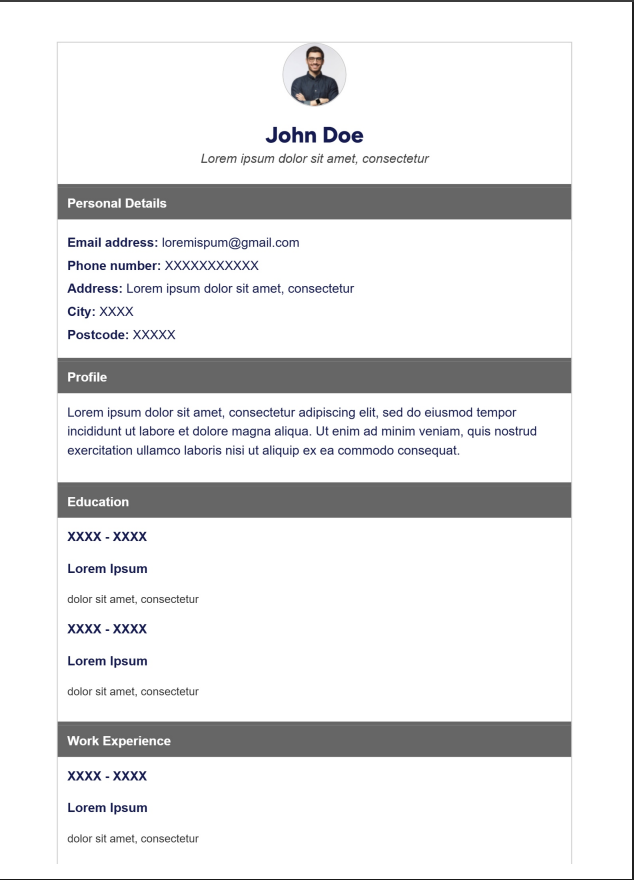 John Doe
Lorem ipsum dolor sit amet, consectetur
Personal Details
Email address: loremispum@gmail.com
Phone number: XXXXXXXXXXX
Address: Lorem ipsum dolor sit amet, consectetur
City: XXXX
Postcode: XXXXX
Profile
Lorem ipsum dolor sit amet, consectetur adipiscing elit, sed do eiusmod tempor
incididunt ut labore et dolore magna aliqua. Ut enim ad minim veniam, quis nostrud
exercitation ullamco laboris nisi ut aliquip ex ea commodo consequat.
Education
XXXX - XXXX
Lorem Ipsum
dolor sit amet, consectetur
XXXX - XXXX
Lorem Ipsum
dolor sit amet, consectetur
Work Experience
XXXX - XXXX
Lorem Ipsum
dolor sit amet, consectetur